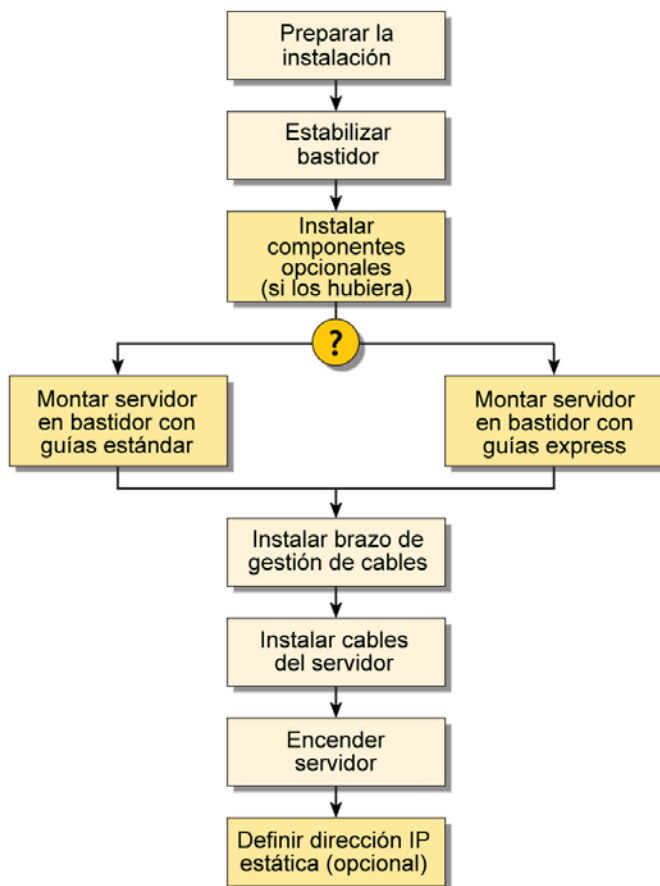 Preparar la
instalación
Estabilizar
bastidor
Instalar
componentes
opcionales
(si los hubiera)
?
Montar servidor
en bastidor con
guías estándar
Montar servidor
en bastidor con
guías express
Instalar brazo de
gestión de cables
Instalar cables
del servidor
Encender
servidor
Definir dirección IP
estática (opcional)